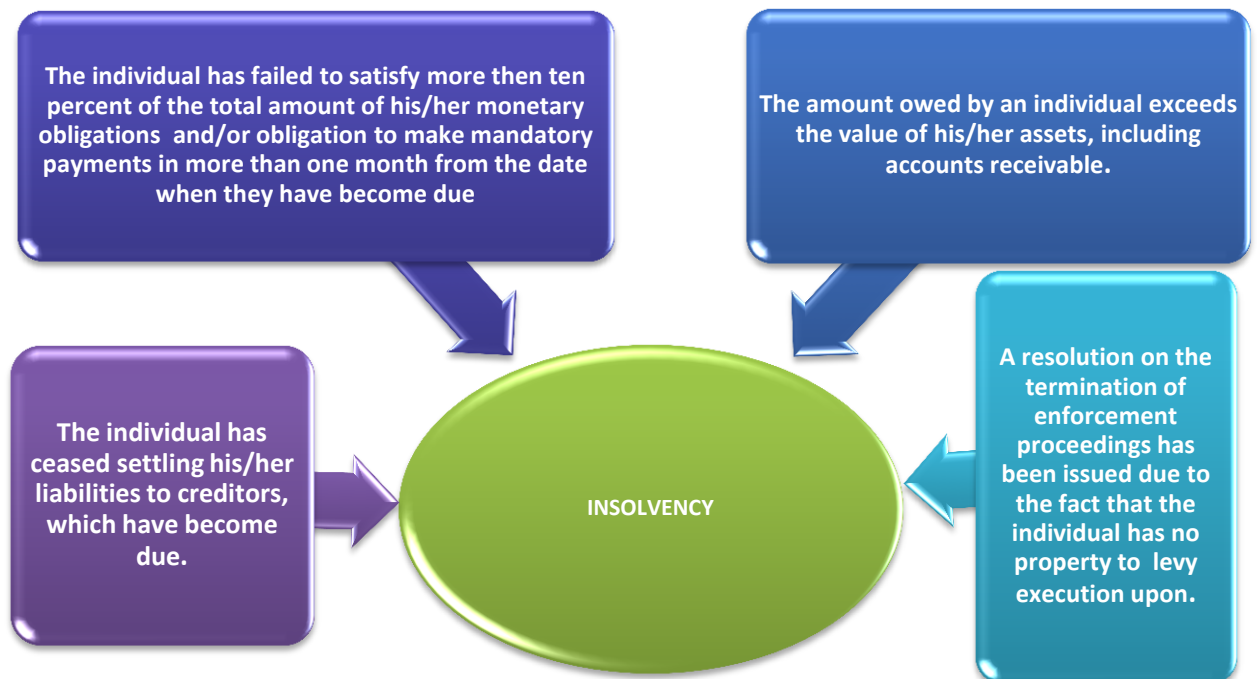 The individual has failed to satisfy more then ten
percent of the total amount of his/her monetary
obligations and/or obligation to make mandatory
payments in more than one month from the date
when they have become due
The amount owed by an individual exceeds
the value of his/her assets, including
accounts receivable.
The individual has
ceased settling his/her
liabilities to creditors,
which have become
due.
INSOLVENCY
A resolution on the
termination of
enforcement
proceedings has
been issued due to
the fact that the
individual has no
property to levy
execution upon.